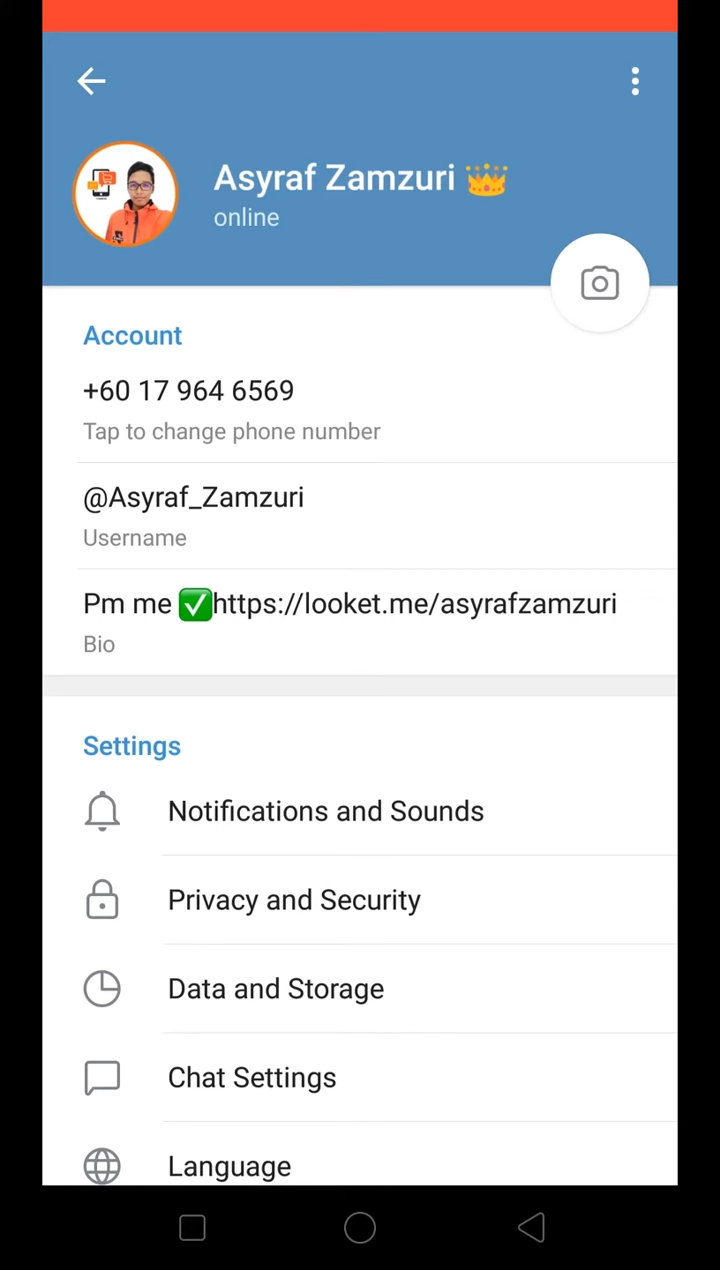 Asyraf Zamzuri 👑
online
Account
+60 17 964 6569
Tap to change phone number
@Asyraf_Zamzuri
Username
Pm me ✅https://looket.me/asyrafzamzuri
Bio
Settings
Notifications and Sounds
Privacy and Security
Data and Storage
Chat Settings
Language